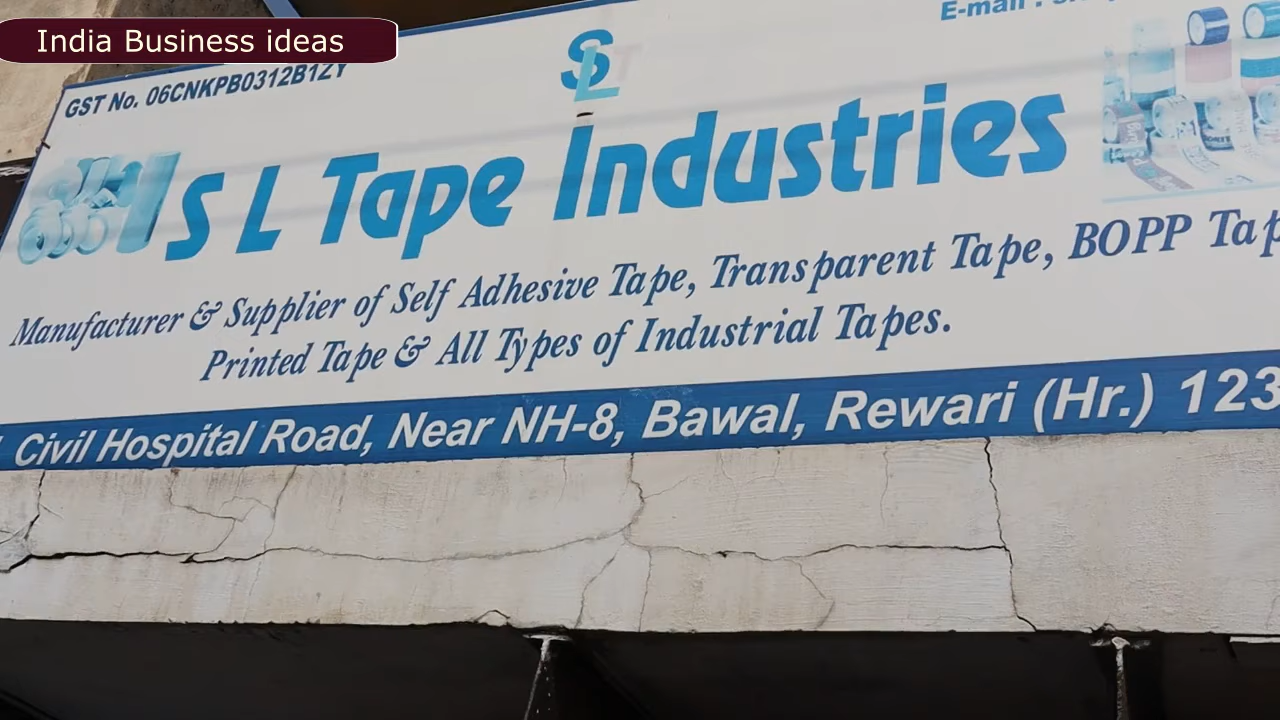 India Business ideas
E-mail :
GST No. 06CNKPB0312B1ZY
SLT
S L Tape Industries
Manufacturer & Supplier of Self Adhesive Tape, Transparent Tape, BOPP Tap
Printed Tape & All Types of Industrial Tapes.
Civil Hospital Road, Near NH-8, Bawal, Rewari (Hr.) 123